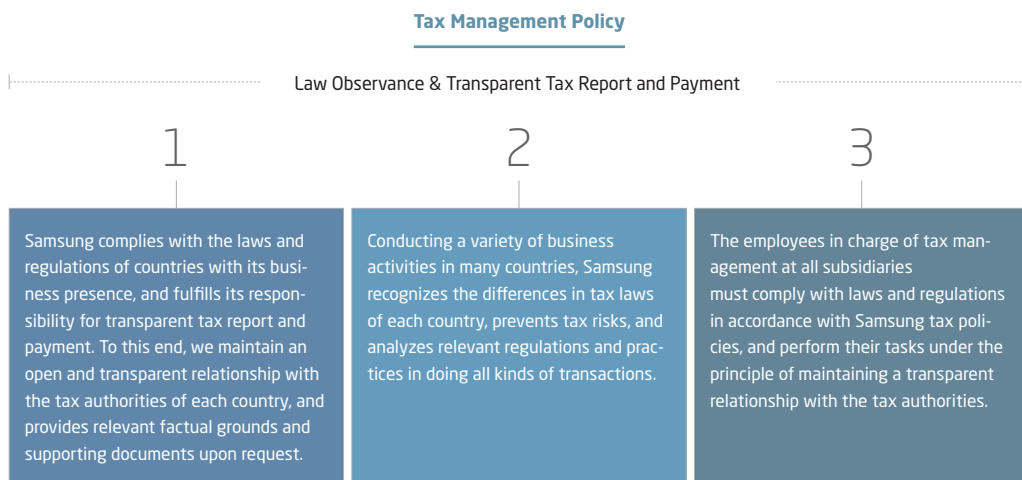 Tax Management Policy
Law Observance & Transparent Tax Report and Payment
1
Samsung complies with the laws and
regulations of countries with its busi-
ness presence, and fulfills its respon-
sibility for transparent tax report and
payment. To this end, we maintain an
open and transparent relationship with
the tax authorities of each country, and
provides relevant factual grounds and
supporting documents upon request.
2
Conducting a variety of business
activities in many countries, Samsung
recognizes the differences in tax laws
of each country, prevents tax risks, and
analyzes relevant regulations and prac-
tices in doing all kinds of transactions.
3
The employees in charge of tax man-
agement at all subsidiaries
must comply with laws and regulations
in accordance with Samsung tax poli-
cies, and perform their tasks under the
principle of maintaining a transparent
relationship with the tax authorities.